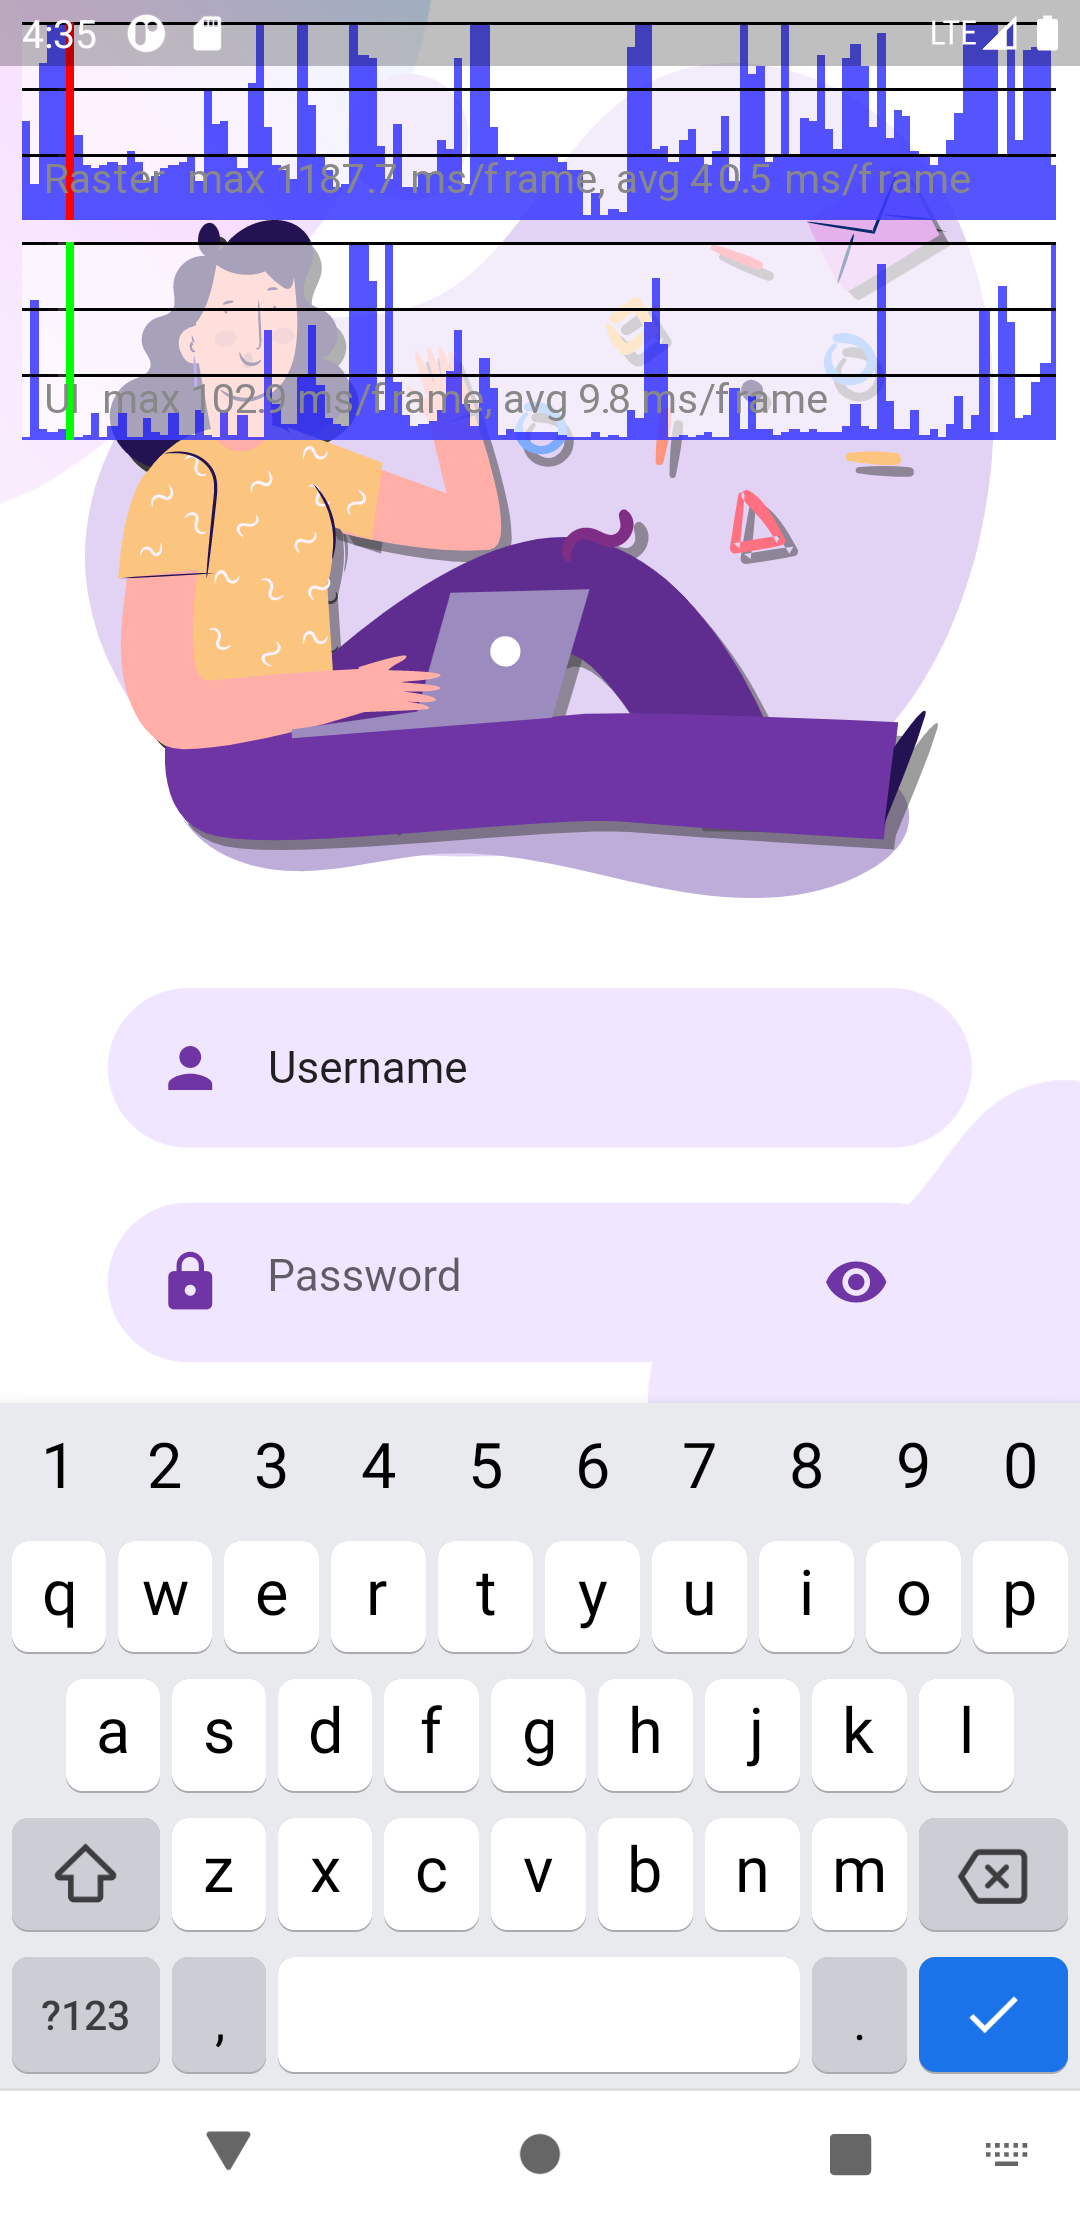 4:35 LTE
Raster max 1187.7 ms/frame, avg 40.5 ms/frame
UI max 102.9 ms/frame, avg 9.8 ms/frame
Username
Password
1 2 3 4 5 6 7 8 9 0
q w e r t y u i o p
a s d f g h j k l
z x c v b n m
?123 , .